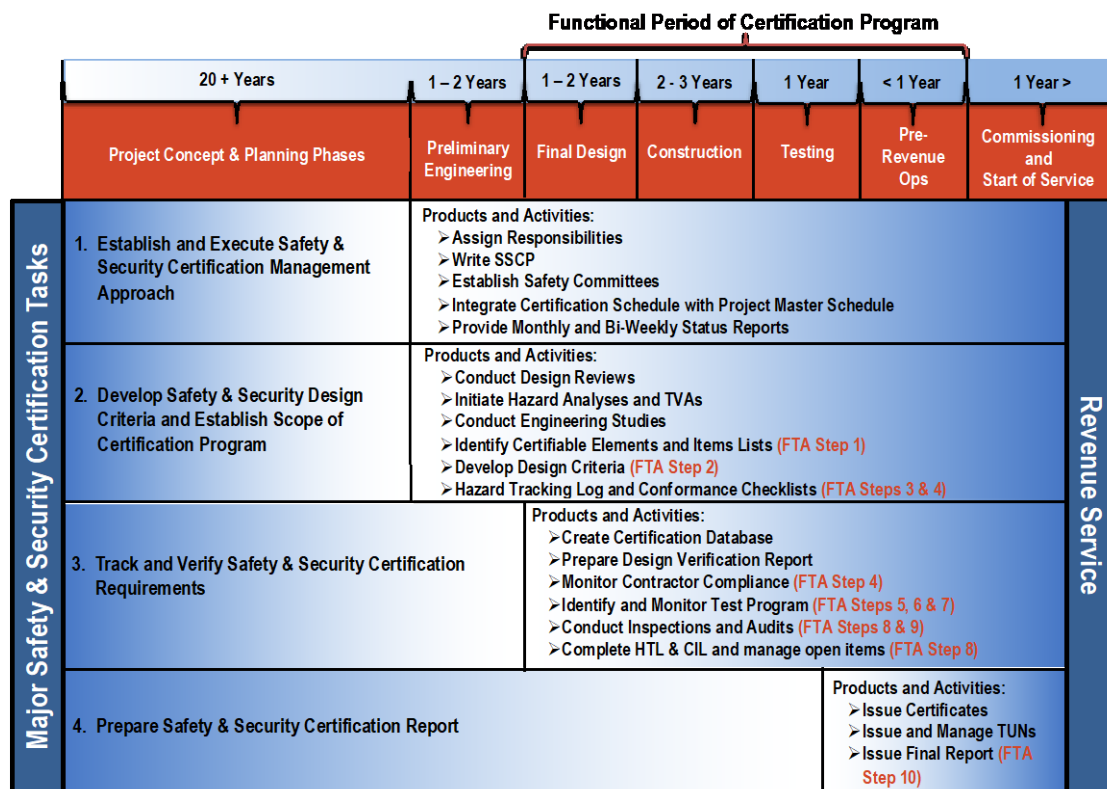 Functional Period of Certification Program
20 + Years
1 – 2 Years
1 – 2 Years
2 - 3 Years
1 Year
< 1 Year
1 Year >
Project Concept & Planning Phases
Preliminary
Engineering
Final Design
Construction
Testing
Pre-
Revenue
Ops
Commissioning
and
Start of Service
Major Safety & Security Certification Tasks
1. Establish and Execute Safety &
Security Certification Management
Approach
Products and Activities:
➢Assign Responsibilities
➢Write SSCP
➢Establish Safety Committees
➢Integrate Certification Schedule with Project Master Schedule
➢Provide Monthly and Bi-Weekly Status Reports
2. Develop Safety & Security Design
Criteria and Establish Scope of
Certification Program
Products and Activities:
➢Conduct Design Reviews
➢Initiate Hazard Analyses and TVAs
➢Conduct Engineering Studies
➢Identify Certifiable Elements and Items Lists (FTA Step 1)
➢Develop Design Criteria (FTA Step 2)
➢Hazard Tracking Log and Conformance Checklists (FTA Steps 3 & 4)
3. Track and Verify Safety & Security Certification
Requirements
Products and Activities:
➢Create Certification Database
➢Prepare Design Verification Report
➢Monitor Contractor Compliance (FTA Step 4)
➢Identify and Monitor Test Program (FTA Steps 5, 6 & 7)
➢Conduct Inspections and Audits (FTA Steps 8 & 9)
➢Complete HTL & CIL and manage open items (FTA Step 8)
4. Prepare Safety & Security Certification Report
Products and Activities:
➢Issue Certificates
➢Issue and Manage TUNs
➢Issue Final Report (FTA
Step 10)
Revenue Service